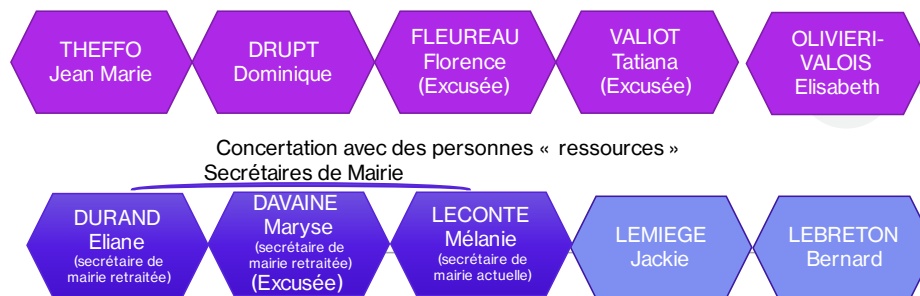 THEFFO
Jean Marie
DRUPT
Dominique
FLEUREAU
Florence
(Excusée)
VALIOT
Tatiana
(Excusée)
OLIVIERI-
VALOIS
Elisabeth
Concertation avec des personnes « ressources »
Secrétaires de Mairie
DURAND
Eliane
(secrétaire de
mairie retraitée)
DAVAINE
Maryse
(secrétaire de
mairie retraitée)
(Excusée)
LECONTE
Mélanie
(secrétaire de
mairie actuelle)
LEMIEGE
Jackie
LEBRETON
Bernard